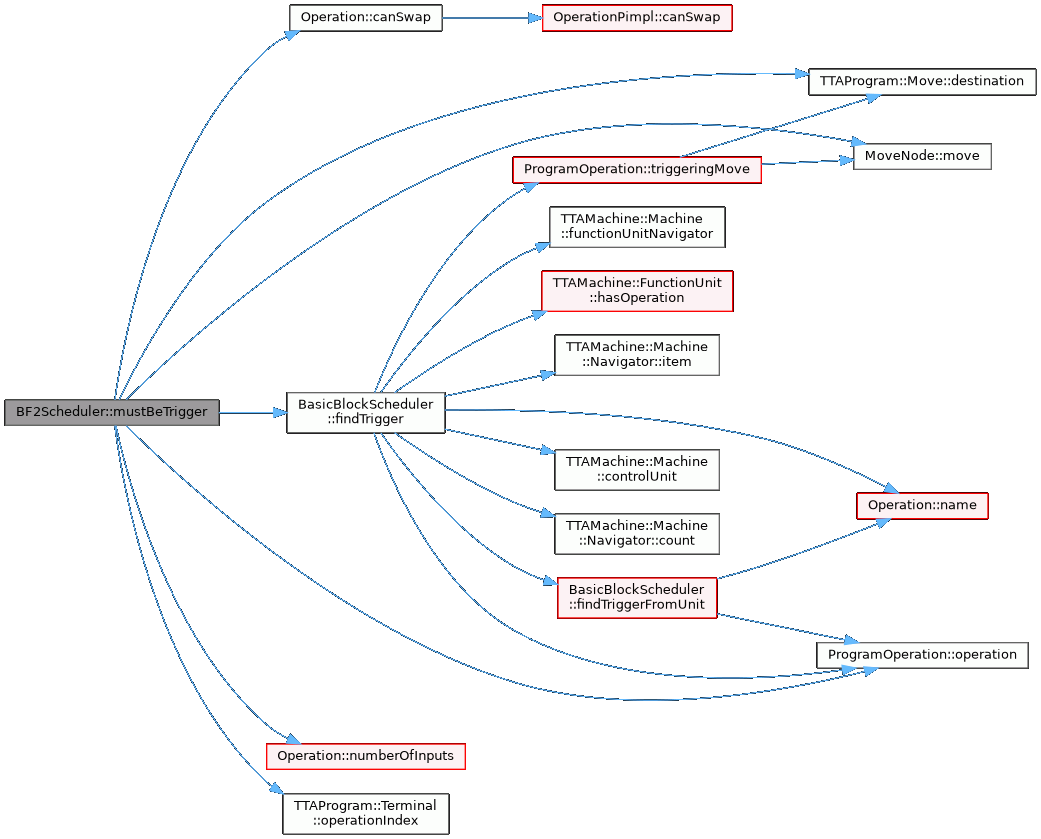 Operation::canSwap
OperationPimpl::canSwap
TTAProgram::Move::destination
MoveNode::move
ProgramOperation::triggeringMove
TTAMachine::Machine
::functionUnitNavigator
TTAMachine::FunctionUnit
::hasOperation
TTAMachine::Machine
::Navigator::item
BF2Scheduler::mustBeTrigger
BasicBlockScheduler
::findTrigger
TTAMachine::Machine
::controlUnit
Operation::name
TTAMachine::Machine
::Navigator::count
BasicBlockScheduler
::findTriggerFromUnit
ProgramOperation::operation
Operation::numberOfInputs
TTAProgram::Terminal
::operationIndex